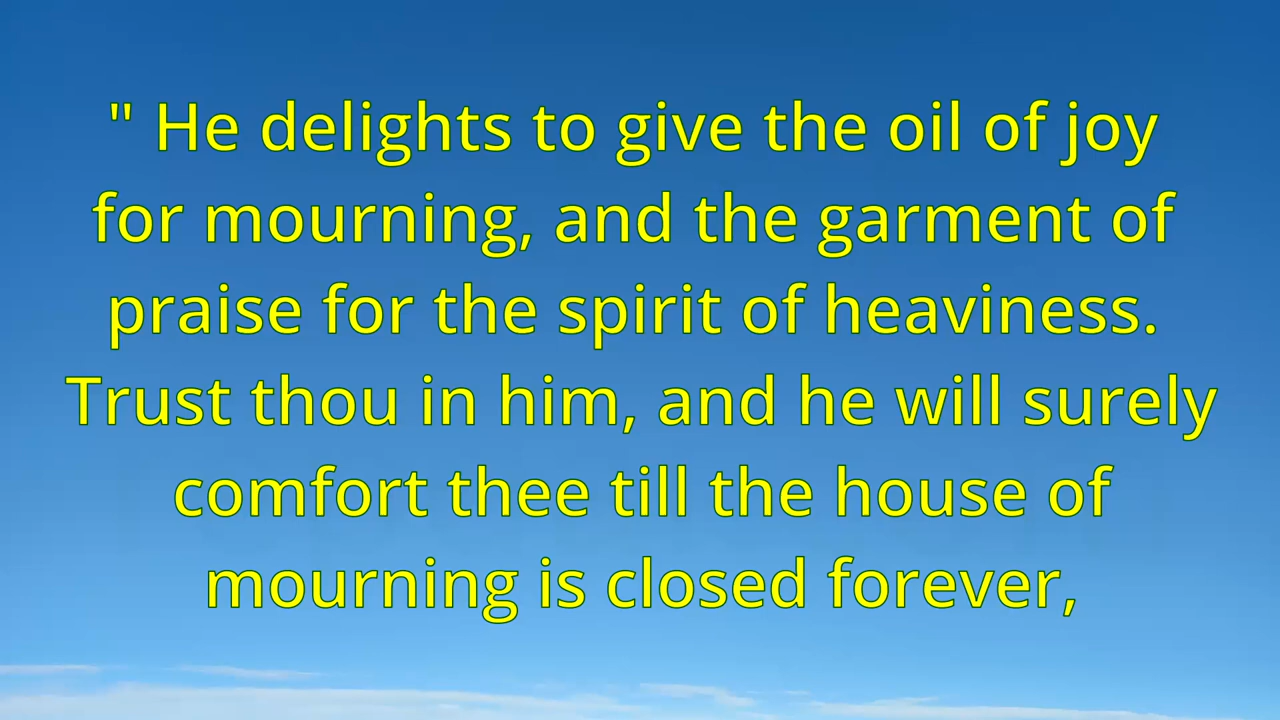 " He delights to give the oil of joy
for mourning, and the garment of
praise for the spirit of heaviness.
Trust thou in him, and he will surely
comfort thee till the house of
mourning is closed forever,